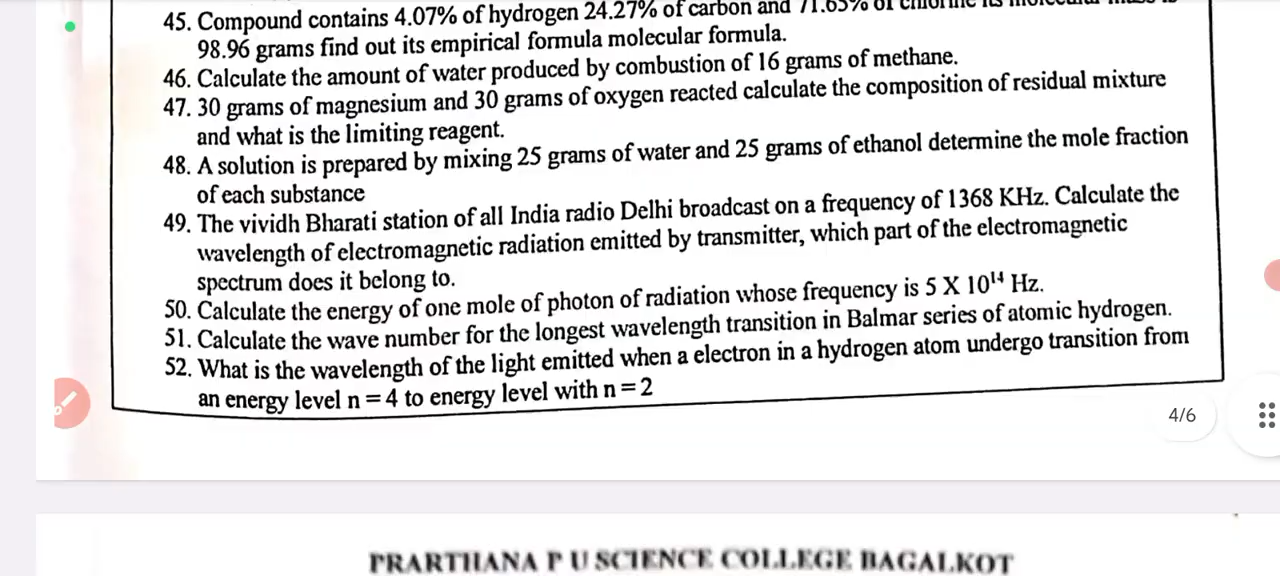 45. Compound contains 4.07% of hydrogen 24.27% of carbon and 71.65% of chlorine its molecular mass is
98.96 grams find out its empirical formula molecular formula.
46. Calculate the amount of water produced by combustion of 16 grams of methane.
47. 30 grams of magnesium and 30 grams of oxygen reacted calculate the composition of residual mixture
and what is the limiting reagent.
48. A solution is prepared by mixing 25 grams of water and 25 grams of ethanol determine the mole fraction
of each substance
49. The vividh Bharati station of all India radio Delhi broadcast on a frequency of 1368 KHz. Calculate the
wavelength of electromagnetic radiation emitted by transmitter, which part of the electromagnetic
spectrum does it belong to.
50. Calculate the energy of one mole of photon of radiation whose frequency is 5 X 10¹⁴ Hz.
51. Calculate the wave number for the longest wavelength transition in Balmar series of atomic hydrogen.
52. What is the wavelength of the light emitted when a electron in a hydrogen atom undergo transition from
an energy level n = 4 to energy level with n = 2
4/6
PRARTHANA P U SCIENCE COLLEGE BAGALKOT